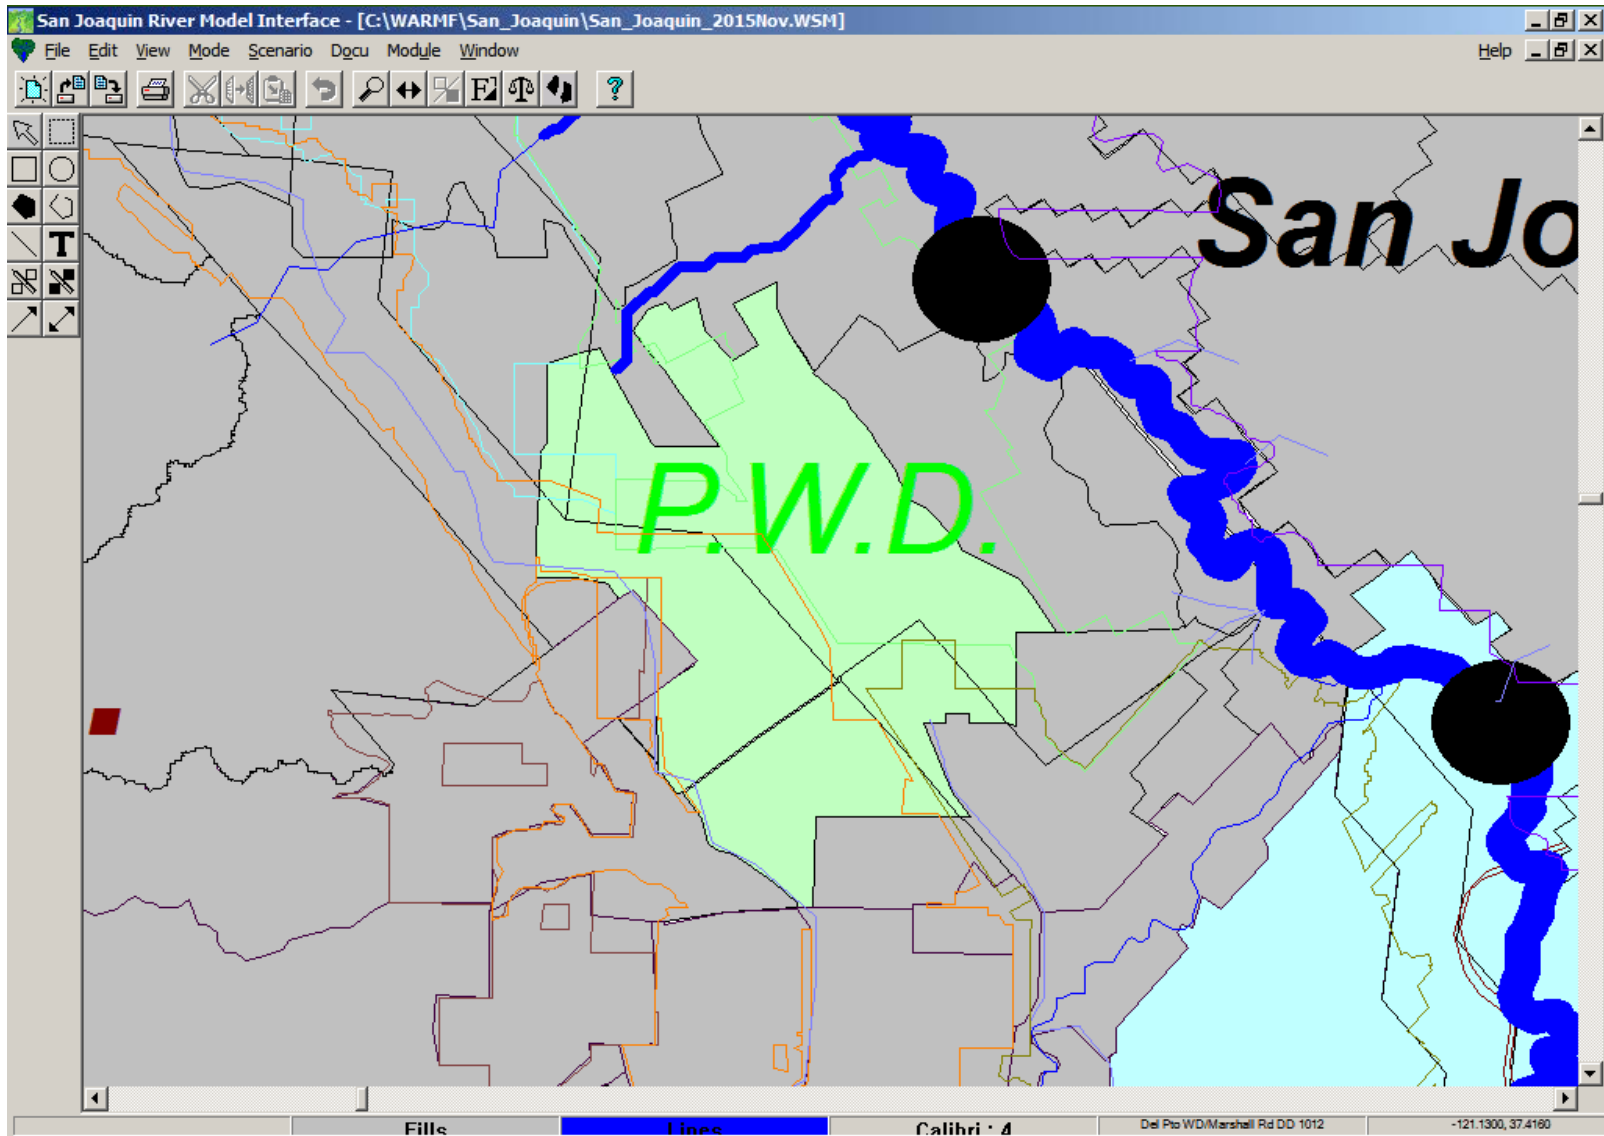 San Joaquin River Model Interface - [C:\WARMF\San_Joaquin\San_Joaquin_2015Nov.WSM]
File Edit View Mode Scenario Docu Module Window Help
San Jo
P.W.D.
Fills Lines Calibri : 4 Del Pto WD/Marshall Rd DD 1012 -121.1300, 37.4160